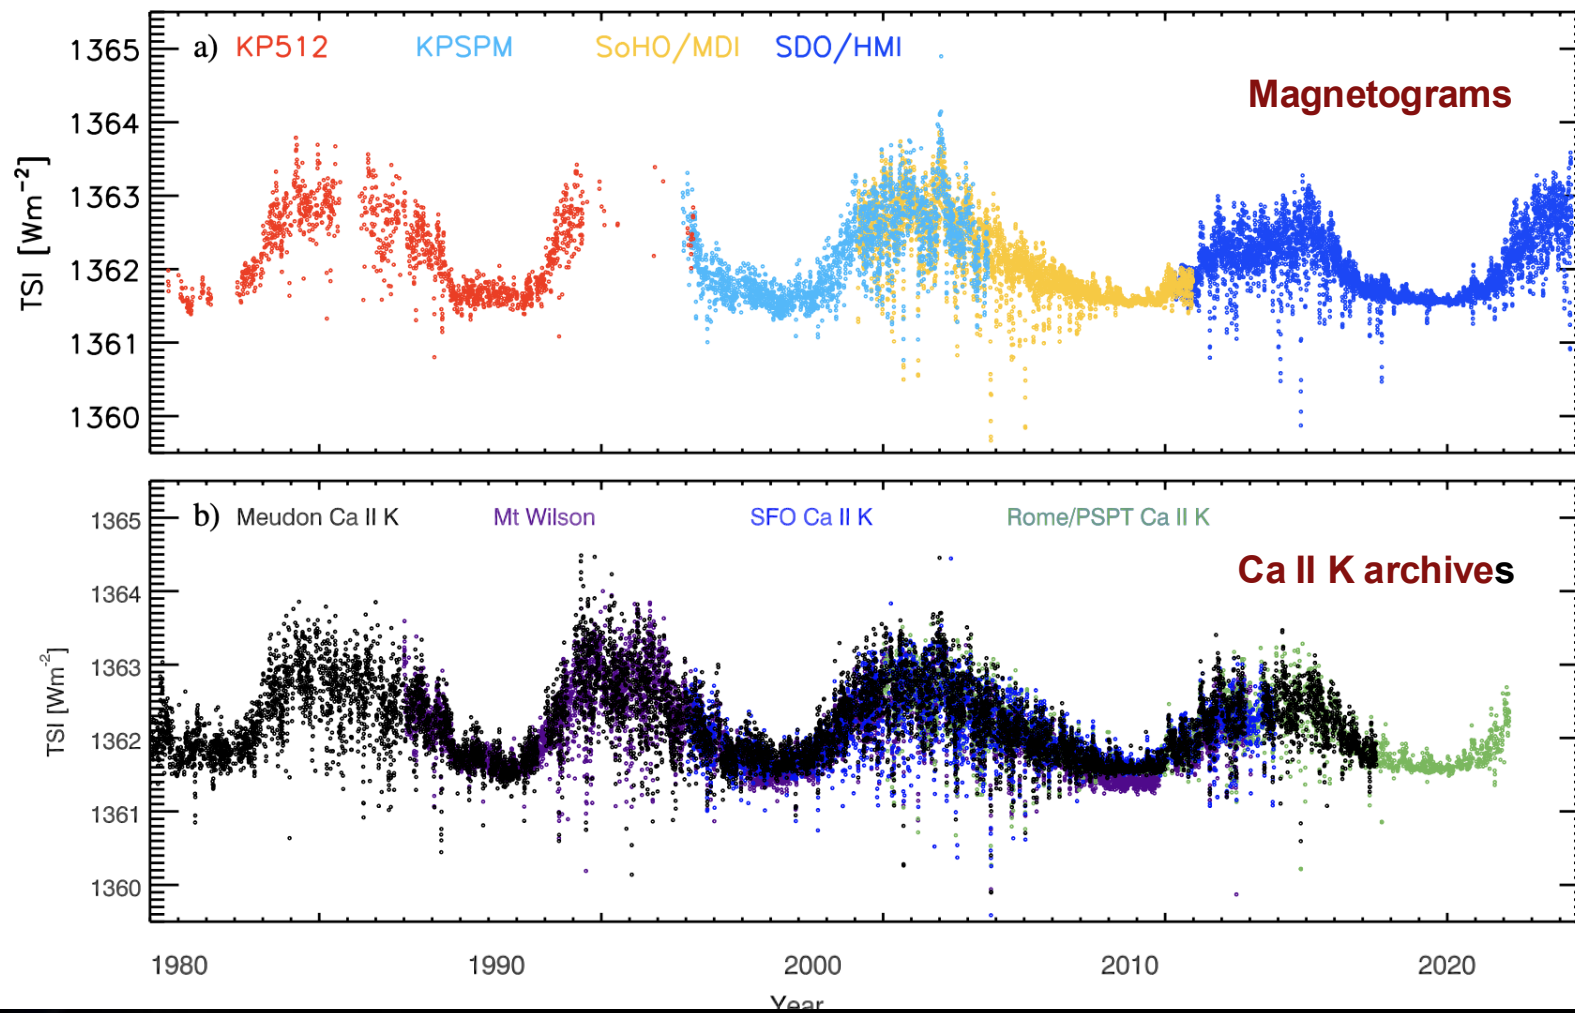 a) KP512 KPSPM SoHO/MDI SDO/HMI
Magnetograms
1365
1364
1363
1362
1361
1360
TSI [Wm⁻²]
b) Meudon Ca II K Mt Wilson SFO Ca II K Rome/PSPT Ca II K
Ca II K archives
1365
1364
1363
1362
1361
1360
TSI [Wm⁻²]
1980 1990 2000 2010 2020
Year